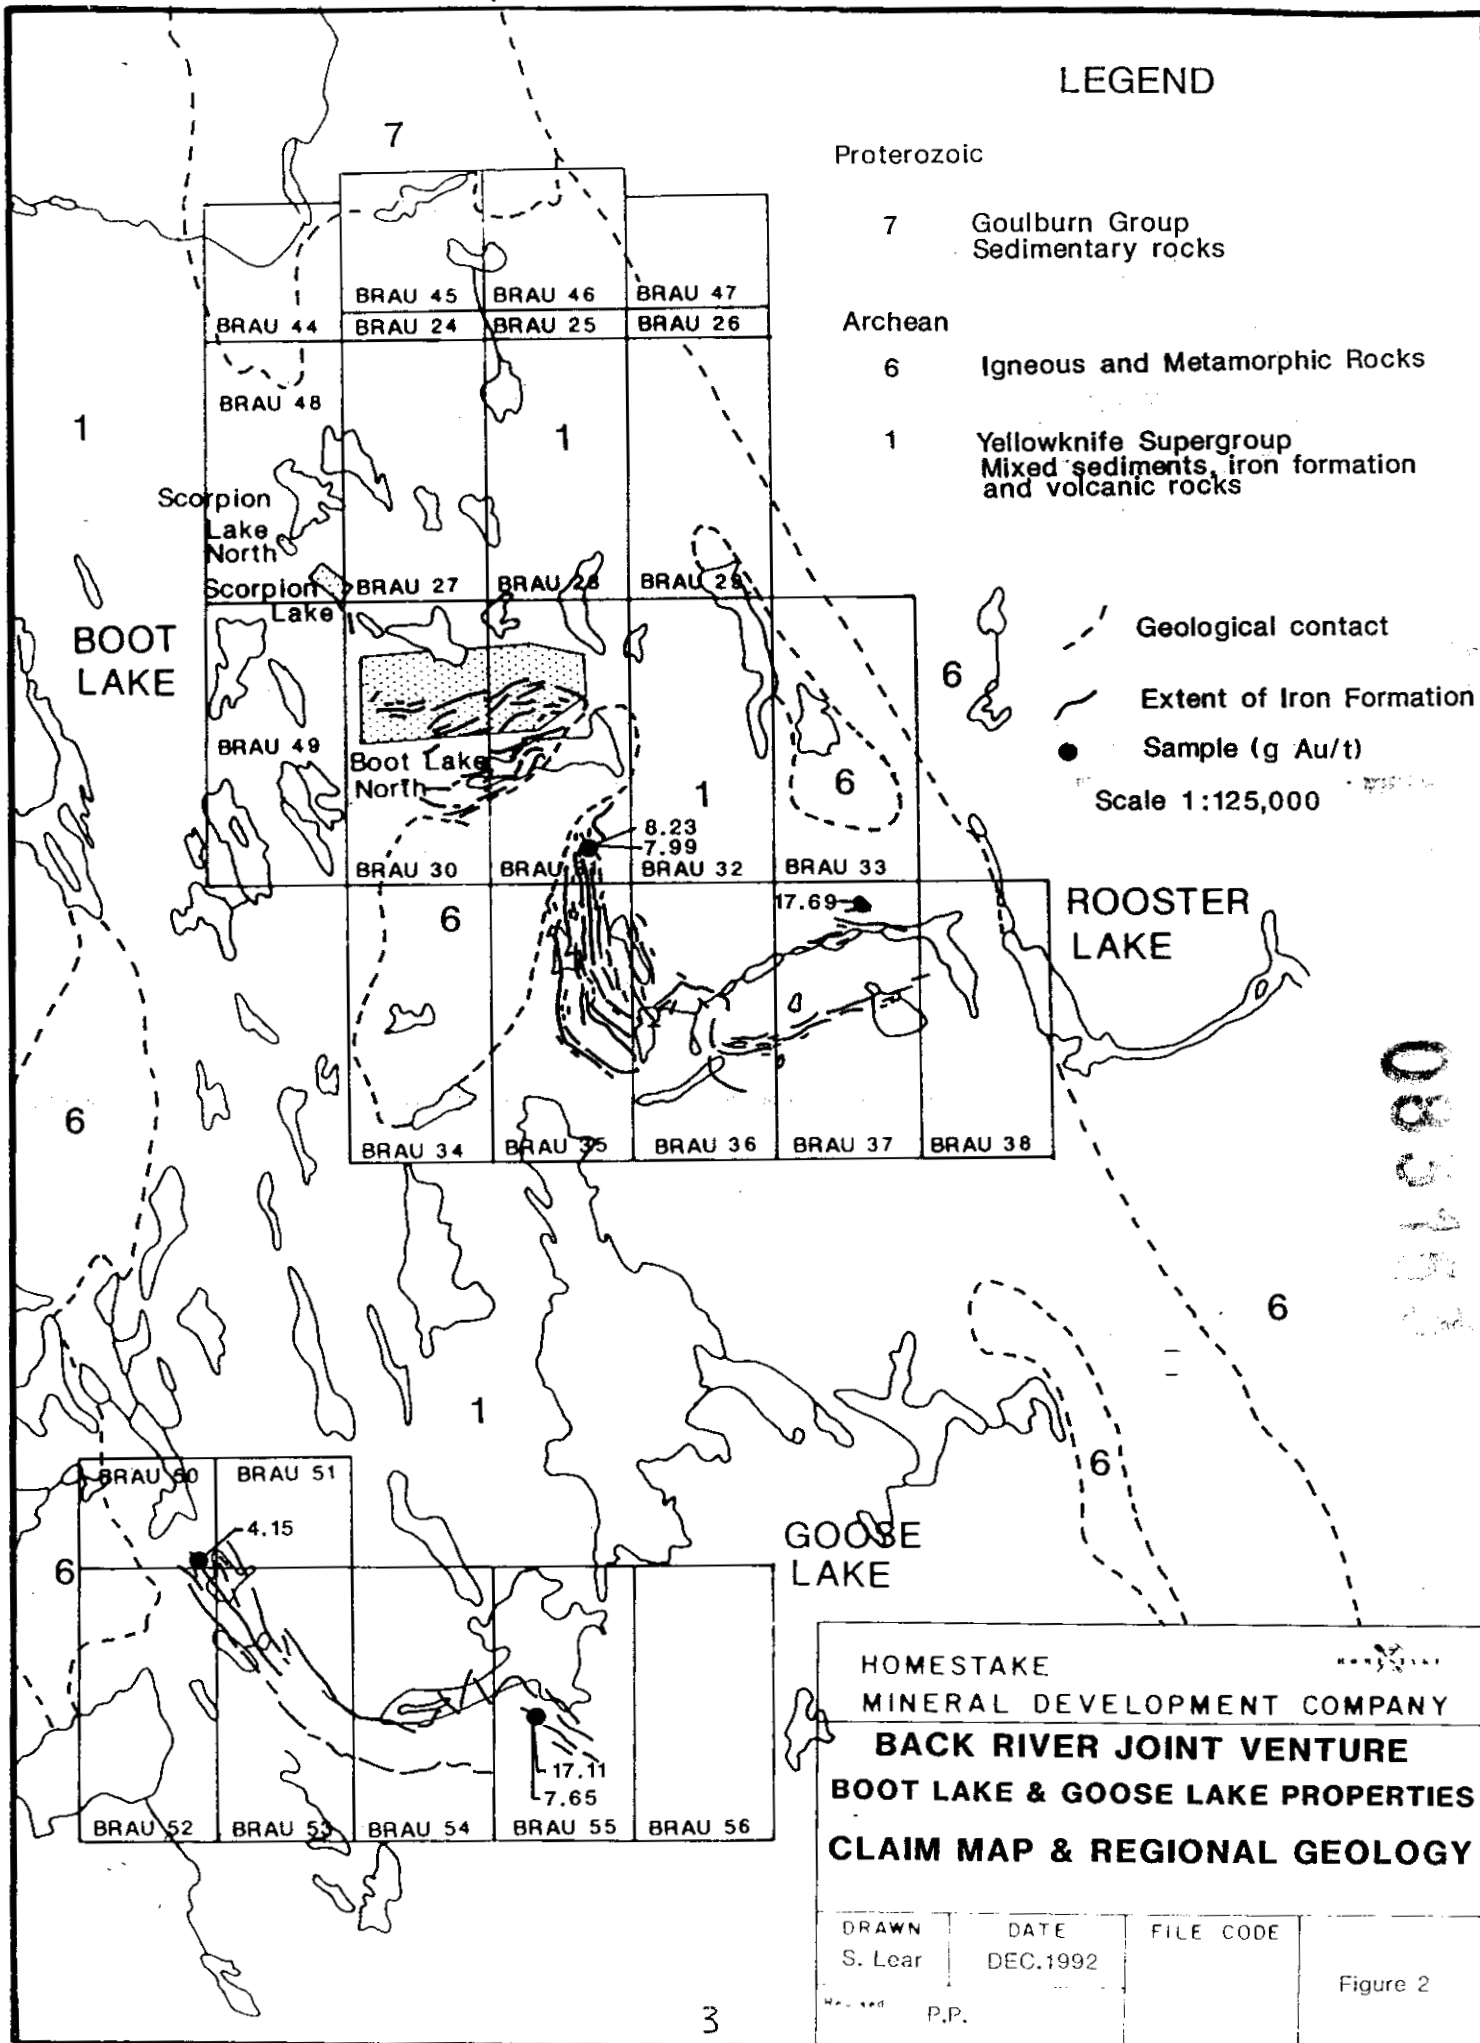 LEGEND
Proterozoic
7 Goulburn Group
Sedimentary rocks
Archean
6 Igneous and Metamorphic Rocks
1 Yellowknife Supergroup
Mixed sediments, iron formation
and volcanic rocks
Geological contact
Extent of Iron Formation
Sample (g Au/t)
Scale 1:125,000
7
BRAU 45
BRAU 46
BRAU 47
BRAU 44
BRAU 24
BRAU 25
BRAU 26
BRAU 48
1
1
Scorpion
Lake
North
Scorpion
Lake
BRAU 27
BRAU 28
BRAU 29
BOOT
LAKE
6
BRAU 49
Boot Lake
North
1
6
8.23
7.99
BRAU 30
BRAU
BRAU 32
BRAU 33
17.69
6
ROOSTER
LAKE
6
BRAU 34
BRAU 35
BRAU 36
BRAU 37
BRAU 38
6
1
6
BRAU 50
BRAU 51
4.15
6
GOOSE
LAKE
17.11
7.65
BRAU 52
BRAU 53
BRAU 54
BRAU 55
BRAU 56
HOMESTAKE
MINERAL DEVELOPMENT COMPANY
BACK RIVER JOINT VENTURE
BOOT LAKE & GOOSE LAKE PROPERTIES
CLAIM MAP & REGIONAL GEOLOGY
DRAWN
S. Lear
DATE
DEC.1992
FILE CODE
Figure 2
Revised
P.P.
3